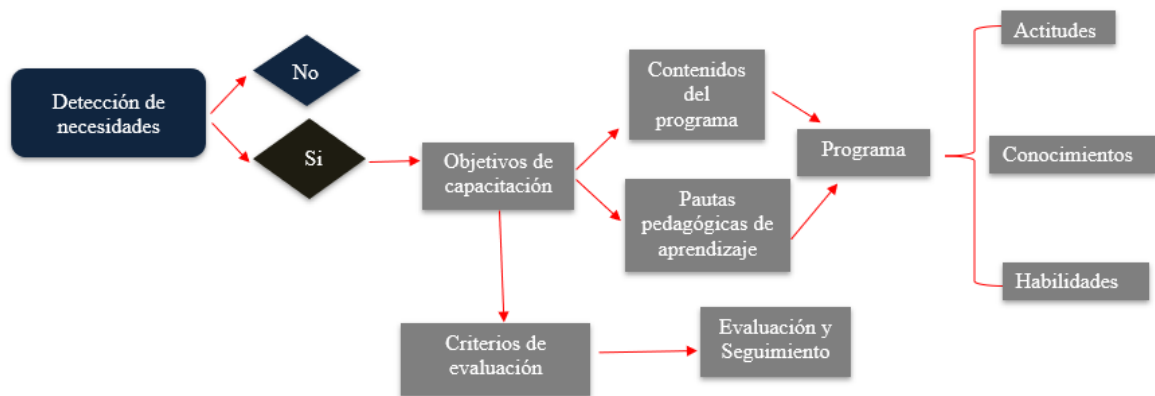 Detección de
necesidades
No
Si
Objetivos de
capacitación
Contenidos
del
programa
Pautas
pedagógicas de
aprendizaje
Programa
Actitudes
Conocimientos
Habilidades
Criterios de
evaluación
Evaluación y
Seguimiento